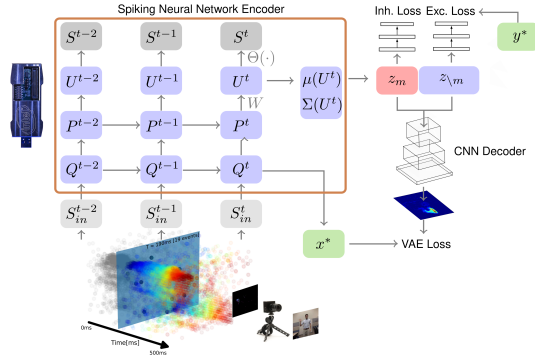 Spiking Neural Network Encoder
Inh. Loss Exc. Loss
S^{t-2} S^{t-1} S^t
y*
Θ(·)
U^{t-2} U^{t-1} U^t
μ(U^t)
Σ(U^t)
z_m z_{\m}
W
P^{t-2} P^{t-1} P^t
CNN Decoder
Q^{t-2} Q^{t-1} Q^t
S_{in}^{t-2} S_{in}^{t-1} S_{in}^t
x*
VAE Loss
0ms
Time[ms]
500ms